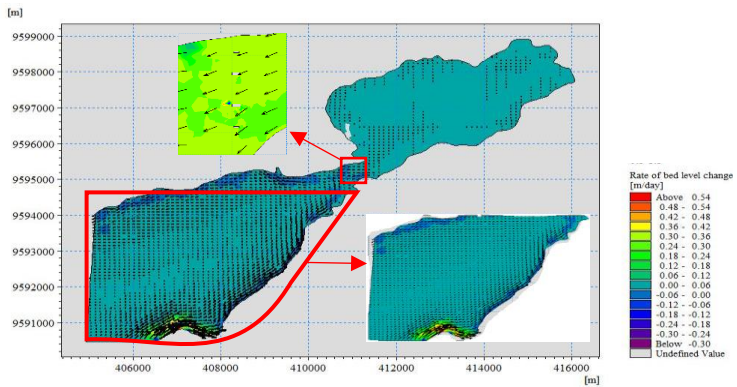 [m]
9599000
9598000
9597000
9596000
9595000
9594000
9593000
9592000
9591000
406000
408000
410000
412000
414000
416000
[m]
Rate of bed level change
[m/day]
Above 0.54
0.48 - 0.54
0.42 - 0.48
0.36 - 0.42
0.30 - 0.36
0.24 - 0.30
0.18 - 0.24
0.12 - 0.18
0.06 - 0.12
0.00 - 0.06
-0.06 - 0.00
-0.12 - -0.06
-0.18 - -0.12
-0.24 - -0.18
-0.30 - -0.24
Below -0.30
Undefined Value